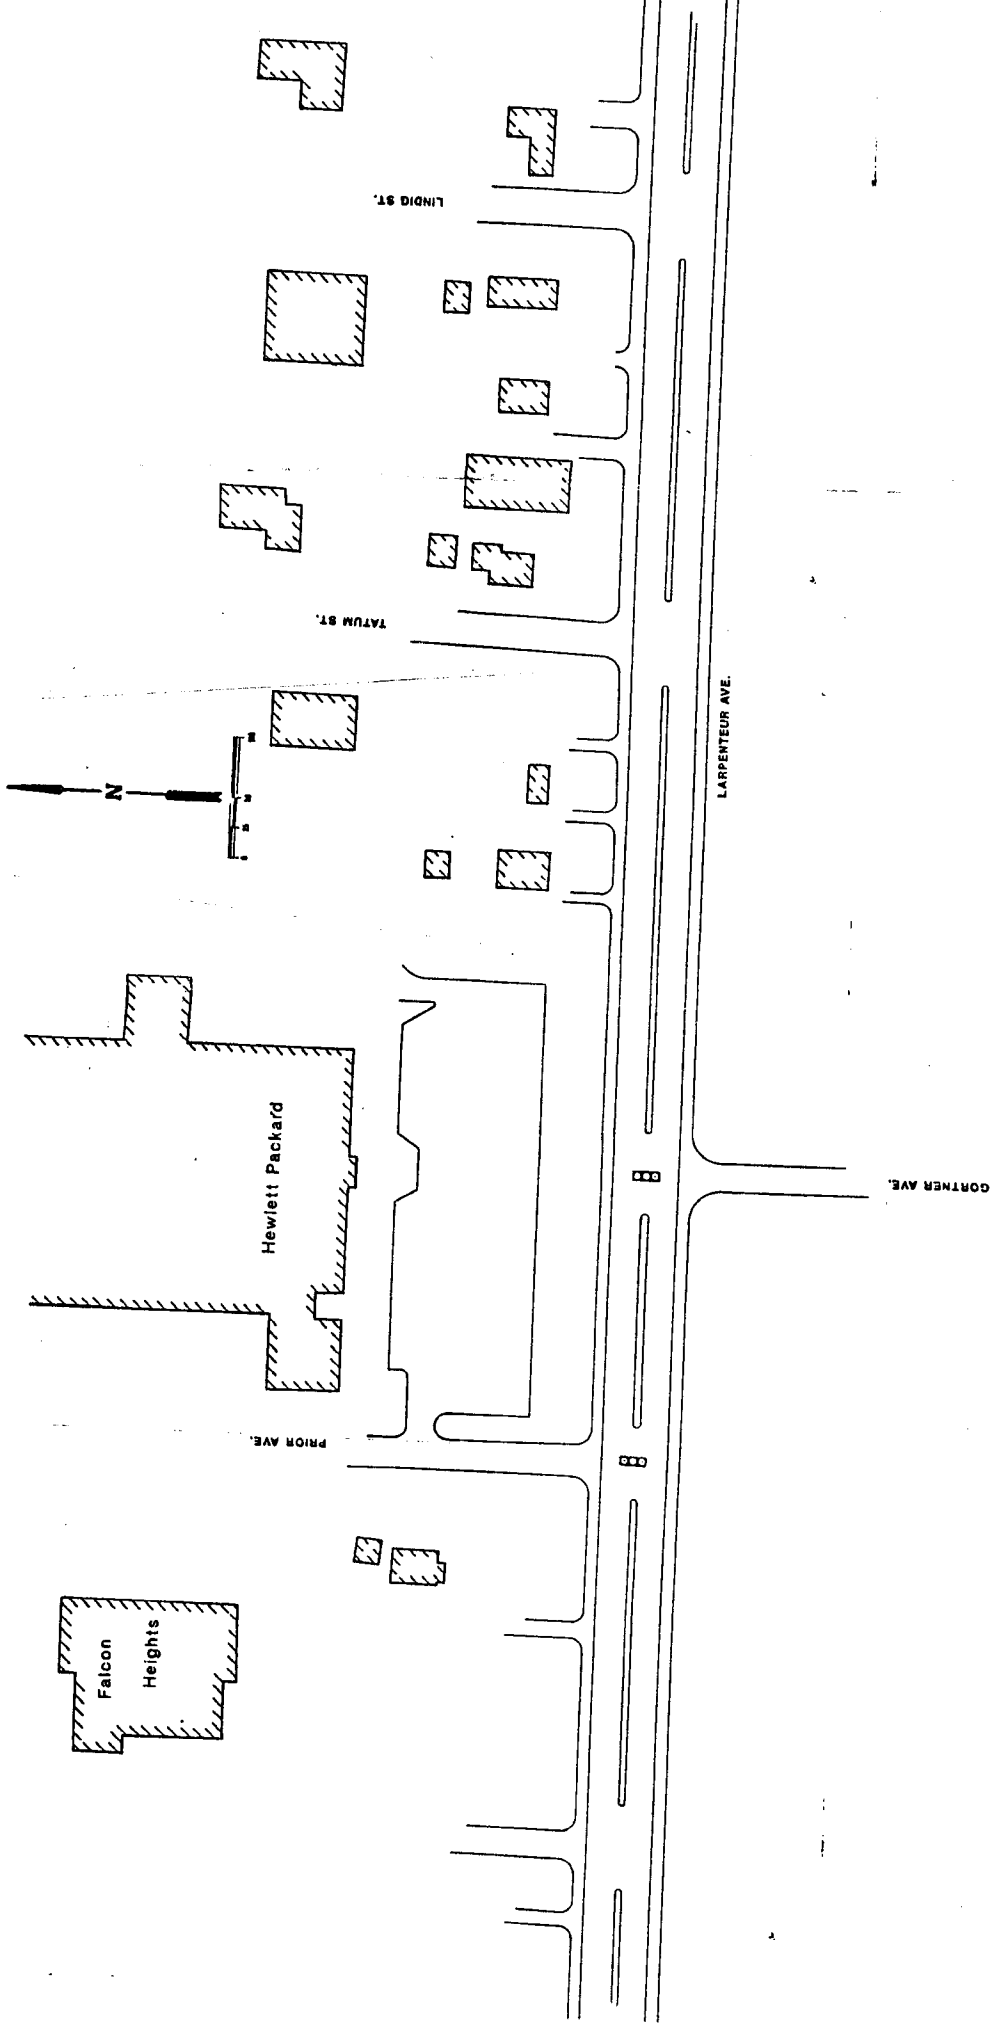 LINDIG ST.
TATUM ST.
N
LARPENTEUR AVE.
Hewlett Packard
GORTNER AVE.
PRIOR AVE.
Falcon
Heights